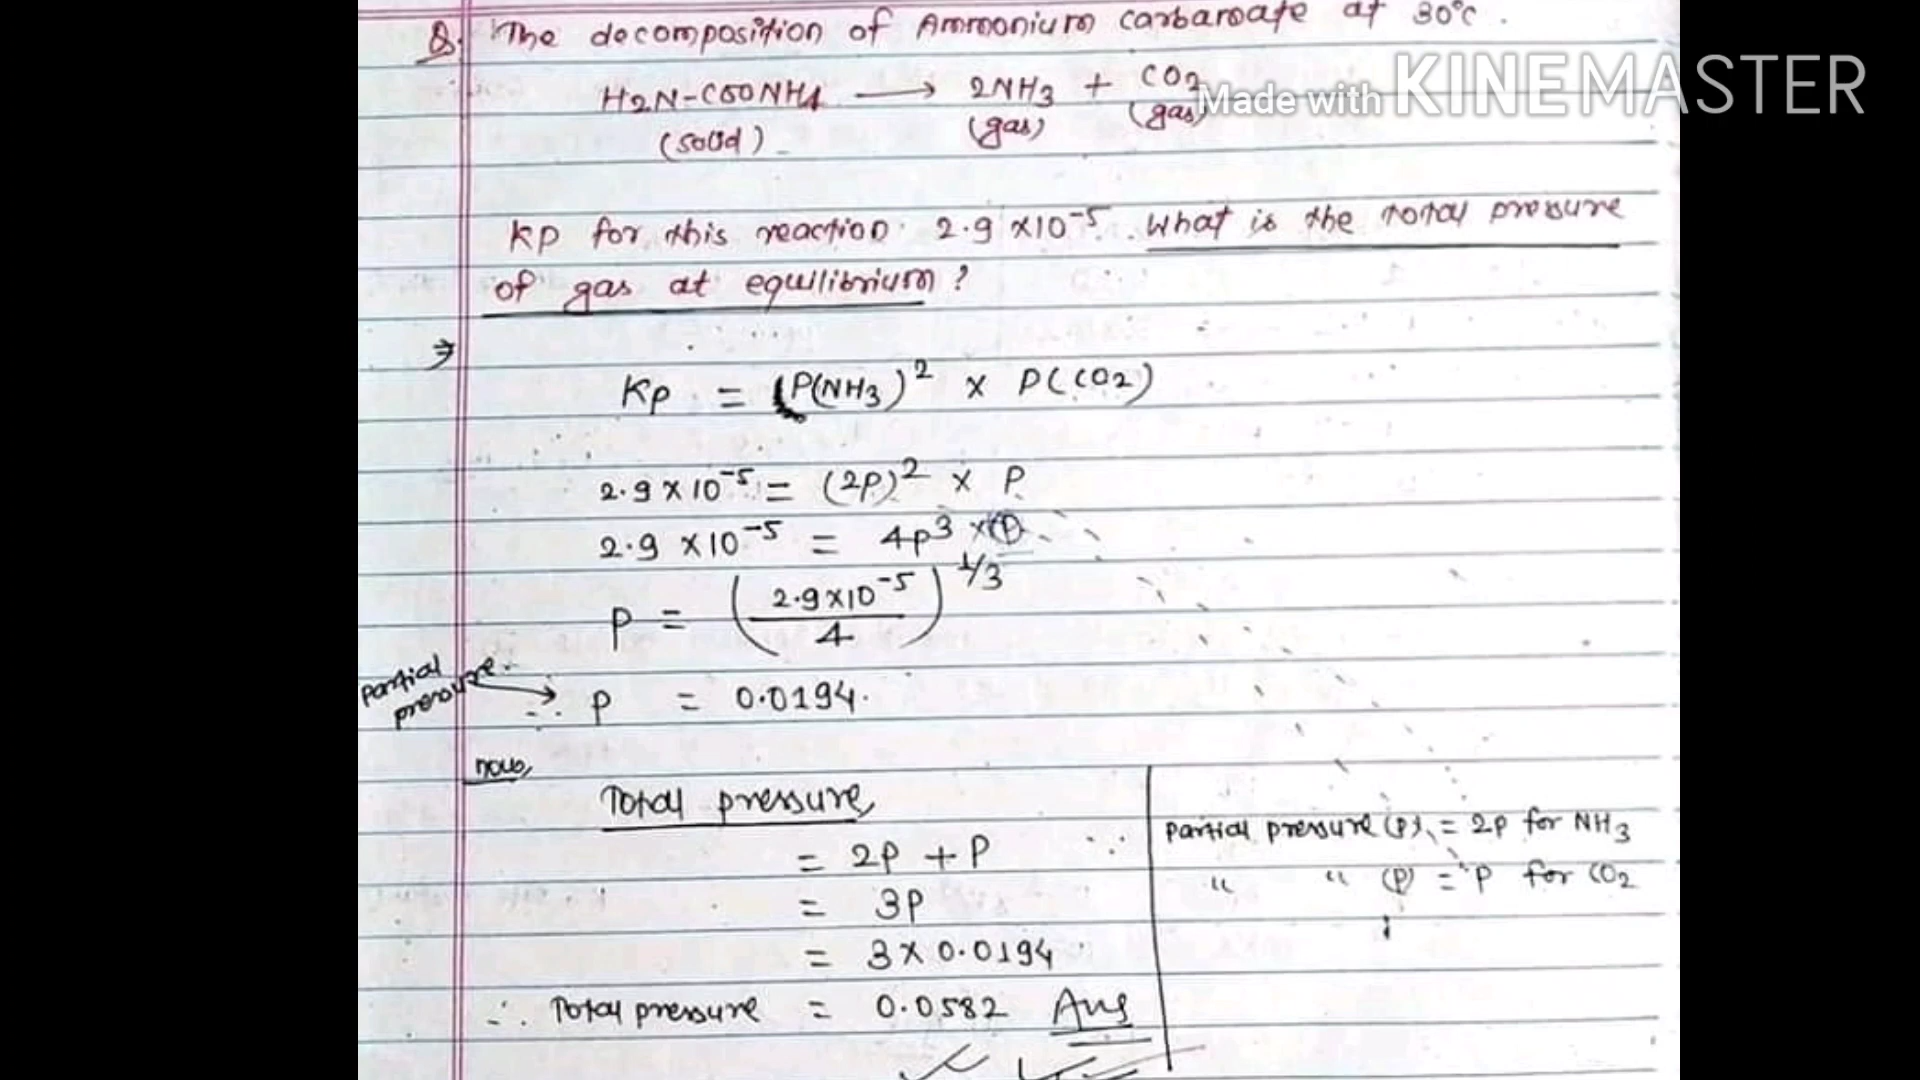 Q. The decomposition of Ammonium carbamate at 30°c.
H2N-COONH4 ⟶ 2NH3 + CO2
(solid) (gas) (gas)
Made with KINEMASTER
Kp for this reaction 2.9 ×10⁻⁵. What is the total pressure
of gas at equilibrium?
⇒
Kp = (P(NH3)² × P(CO2)
2.9 × 10⁻⁵ = (2P)² × P
2.9 × 10⁻⁵ = 4P³
P = (2.9×10⁻⁵/4)^1/3
Partial pressure → ∴ P = 0.0194.
now,
Total pressure,
= 2P + P
= 3P
= 3 × 0.0194
∴ Total pressure = 0.0582 Ans
∵ Partial pressure (P) = 2P for NH3
" " (P) = P for CO2